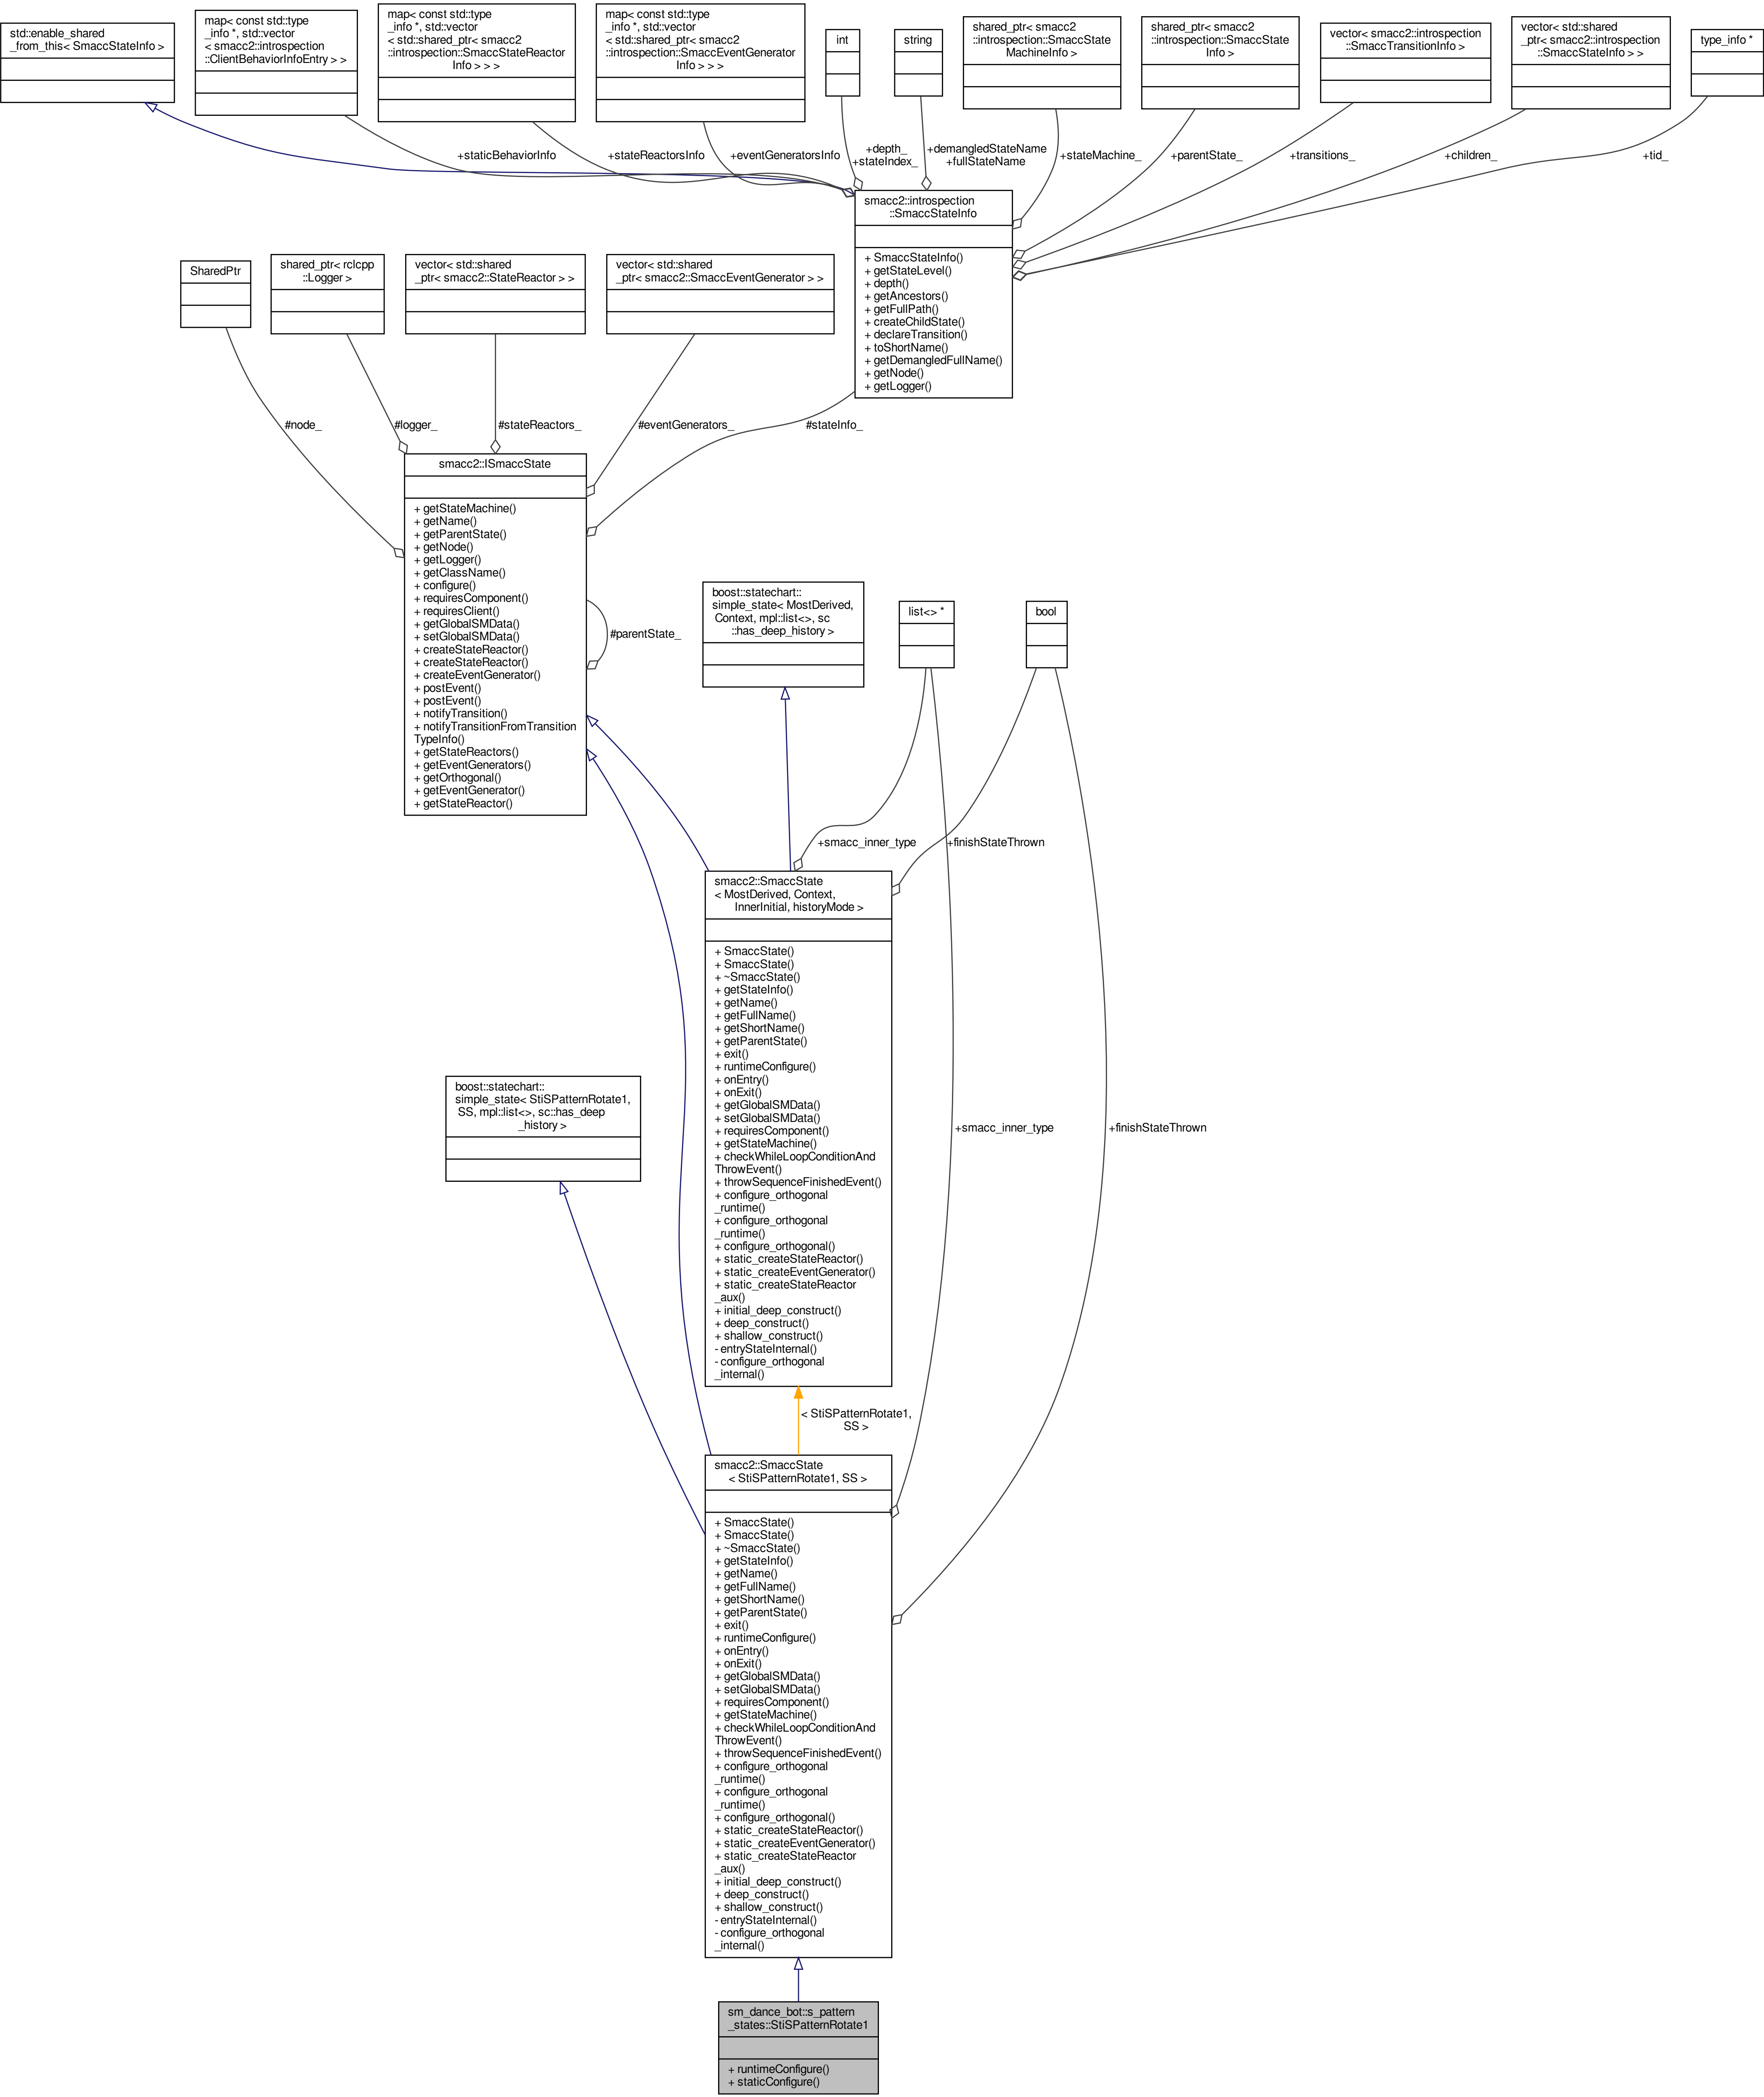 std::enable_shared
_from_this< SmaccStateInfo >
map< const std::type
_info *, std::vector
< smacc2::introspection
::ClientBehaviorInfoEntry > >
map< const std::type
_info *, std::vector
< std::shared_ptr< smacc2
::introspection::SmaccStateReactor
Info > > >
map< const std::type
_info *, std::vector
< std::shared_ptr< smacc2
::introspection::SmaccEventGenerator
Info > > >
int
string
shared_ptr< smacc2
::introspection::SmaccState
MachineInfo >
shared_ptr< smacc2
::introspection::SmaccState
Info >
vector< smacc2::introspection
::SmaccTransitionInfo >
vector< std::shared
_ptr< smacc2::introspection
::SmaccStateInfo > >
type_info *
+staticBehaviorInfo
+stateReactorsInfo
+eventGeneratorsInfo
+depth_
+stateIndex_
+demangledStateName
+fullStateName
+stateMachine_
+parentState_
+transitions_
+children_
+tid_
smacc2::introspection
::SmaccStateInfo
+ SmaccStateInfo()
+ getStateLevel()
+ depth()
+ getAncestors()
+ getFullPath()
+ createChildState()
+ declareTransition()
+ toShortName()
+ getDemangledFullName()
+ getNode()
+ getLogger()
SharedPtr
shared_ptr< rclcpp
::Logger >
vector< std::shared
_ptr< smacc2::StateReactor > >
vector< std::shared
_ptr< smacc2::SmaccEventGenerator > >
#node_
#logger_
#stateReactors_
#eventGenerators_
#stateInfo_
smacc2::ISmaccState
+ getStateMachine()
+ getName()
+ getParentState()
+ getNode()
+ getLogger()
+ getClassName()
+ configure()
+ requiresComponent()
+ requiresClient()
+ getGlobalSMData()
+ setGlobalSMData()
+ createStateReactor()
+ createStateReactor()
+ createEventGenerator()
+ postEvent()
+ postEvent()
+ notifyTransition()
+ notifyTransitionFromTransition
TypeInfo()
+ getStateReactors()
+ getEventGenerators()
+ getOrthogonal()
+ getEventGenerator()
+ getStateReactor()
#parentState_
boost::statechart::
simple_state< MostDerived,
Context, mpl::list<>, sc
::has_deep_history >
list<> *
bool
+smacc_inner_type
+finishStateThrown
smacc2::SmaccState
< MostDerived, Context,
InnerInitial, historyMode >
+ SmaccState()
+ SmaccState()
+ ~SmaccState()
+ getStateInfo()
+ getName()
+ getFullName()
+ getShortName()
+ getParentState()
+ exit()
+ runtimeConfigure()
+ onEntry()
+ onExit()
+ getGlobalSMData()
+ setGlobalSMData()
+ requiresComponent()
+ getStateMachine()
+ checkWhileLoopConditionAnd
ThrowEvent()
+ throwSequenceFinishedEvent()
+ configure_orthogonal
_runtime()
+ configure_orthogonal
_runtime()
+ configure_orthogonal()
+ static_createStateReactor()
+ static_createEventGenerator()
+ static_createStateReactor
_aux()
+ initial_deep_construct()
+ deep_construct()
+ shallow_construct()
- entryStateInternal()
- configure_orthogonal
_internal()
boost::statechart::
simple_state< StiSPatternRotate1,
SS, mpl::list<>, sc::has_deep
_history >
+smacc_inner_type
+finishStateThrown
< StiSPatternRotate1,
SS >
smacc2::SmaccState
< StiSPatternRotate1, SS >
+ SmaccState()
+ SmaccState()
+ ~SmaccState()
+ getStateInfo()
+ getName()
+ getFullName()
+ getShortName()
+ getParentState()
+ exit()
+ runtimeConfigure()
+ onEntry()
+ onExit()
+ getGlobalSMData()
+ setGlobalSMData()
+ requiresComponent()
+ getStateMachine()
+ checkWhileLoopConditionAnd
ThrowEvent()
+ throwSequenceFinishedEvent()
+ configure_orthogonal
_runtime()
+ configure_orthogonal
_runtime()
+ configure_orthogonal()
+ static_createStateReactor()
+ static_createEventGenerator()
+ static_createStateReactor
_aux()
+ initial_deep_construct()
+ deep_construct()
+ shallow_construct()
- entryStateInternal()
- configure_orthogonal
_internal()
sm_dance_bot::s_pattern
_states::StiSPatternRotate1
+ runtimeConfigure()
+ staticConfigure()